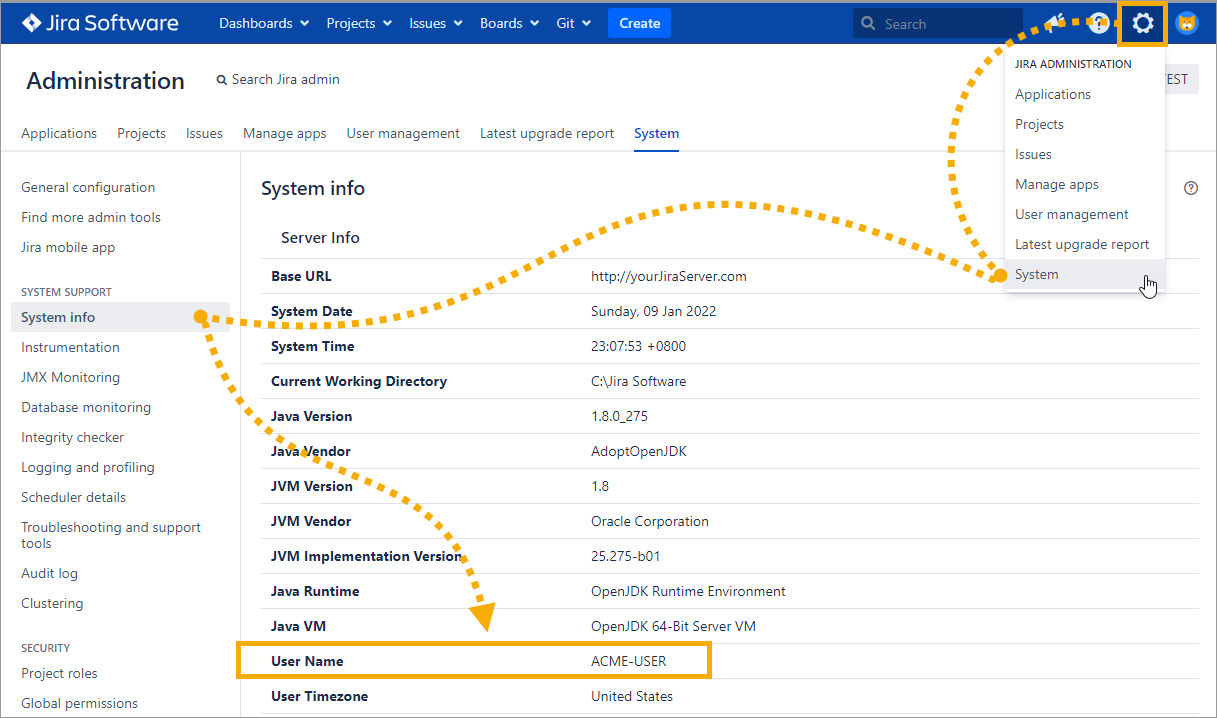 Jira Software Dashboards Projects Issues Boards Git Create Search
Administration Search Jira admin
Applications Projects Issues Manage apps User management Latest upgrade report System
JIRA ADMINISTRATION
Applications
Projects
Issues
Manage apps
User management
Latest upgrade report
System
General configuration
Find more admin tools
Jira mobile app
SYSTEM SUPPORT
System info
Instrumentation
JMX Monitoring
Database monitoring
Integrity checker
Logging and profiling
Scheduler details
Troubleshooting and support
tools
Audit log
Clustering
SECURITY
Project roles
Global permissions
System info
Server Info
Base URL http://yourJiraServer.com
System Date Sunday, 09 Jan 2022
System Time 23:07:53 +0800
Current Working Directory C:\Jira Software
Java Version 1.8.0_275
Java Vendor AdoptOpenJDK
JVM Version 1.8
JVM Vendor Oracle Corporation
JVM Implementation Version 25.275-b01
Java Runtime OpenJDK Runtime Environment
Java VM OpenJDK 64-Bit Server VM
User Name ACME-USER
User Timezone United States